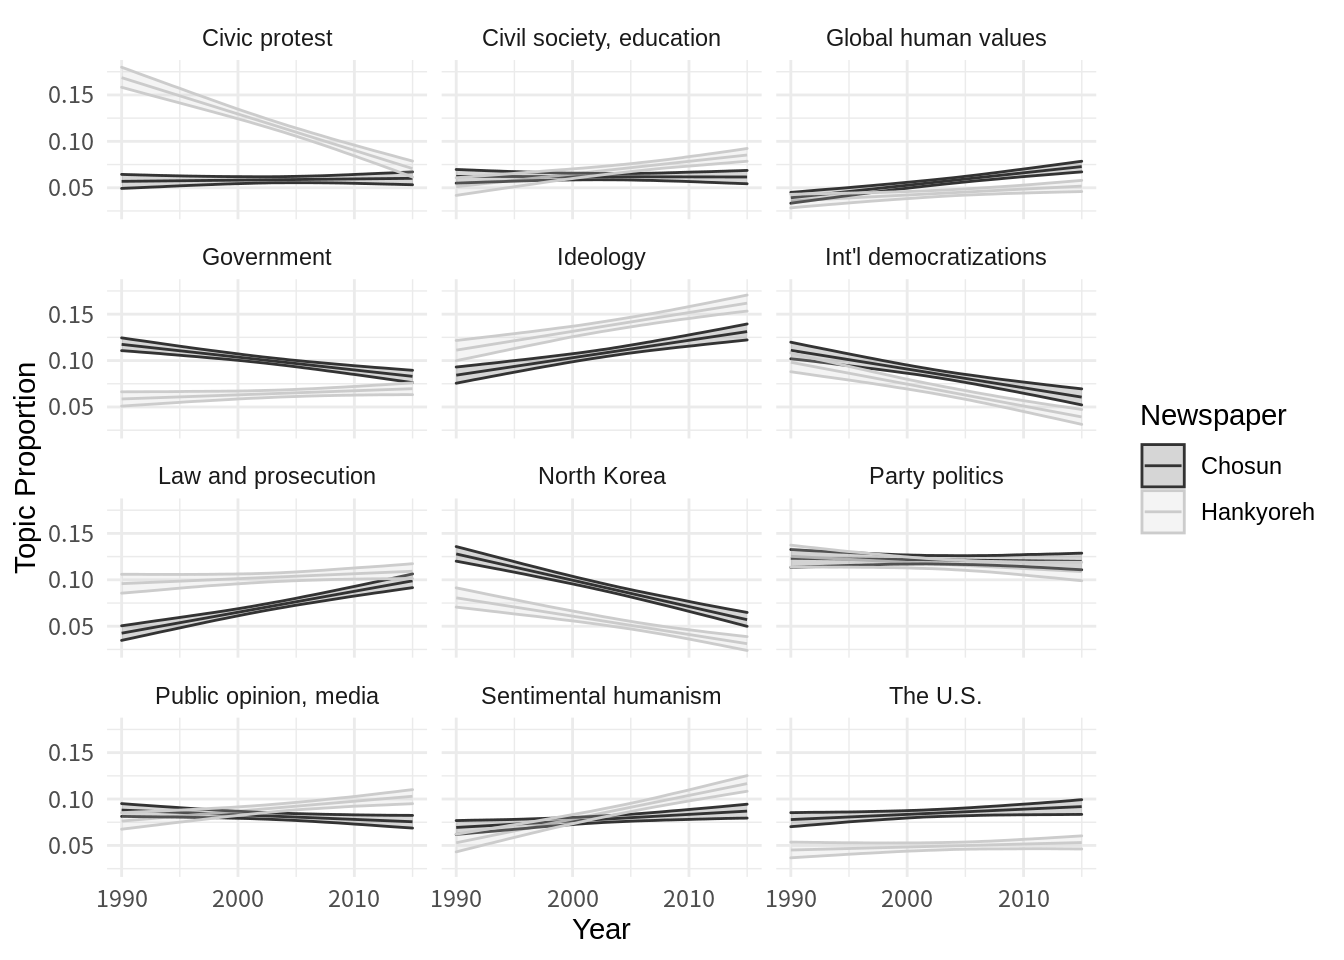 Civic protest
Civil society, education
Global human values
0.15
0.10
0.05
Government
Ideology
Int'l democratizations
0.15
0.10
0.05
Law and prosecution
North Korea
Party politics
0.15
0.10
0.05
Public opinion, media
Sentimental humanism
The U.S.
0.15
0.10
0.05
1990
2000
2010
1990
2000
2010
1990
2000
2010
Year
Topic Proportion
Newspaper
Chosun
Hankyoreh